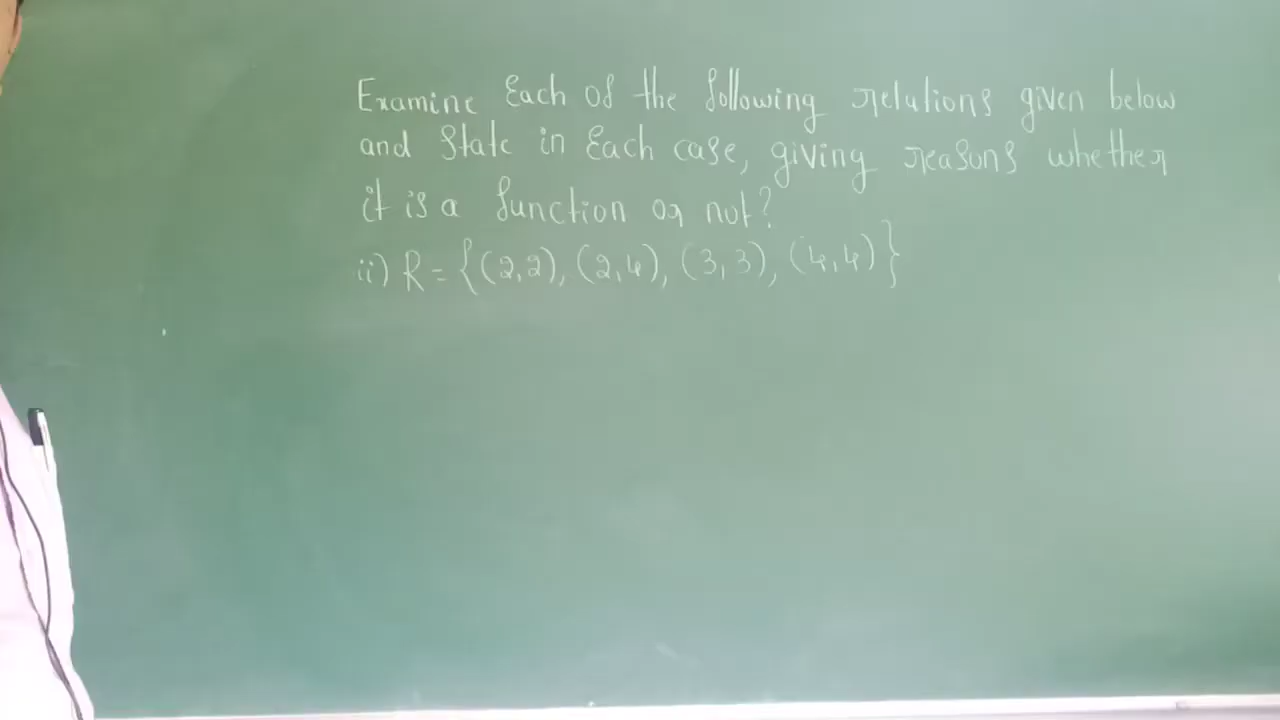 Examine Each of the following relations given below
and State in Each case, giving reasons whether
it is a function or not?
ii) R = {(2,2), (2,4), (3,3), (4,4)}